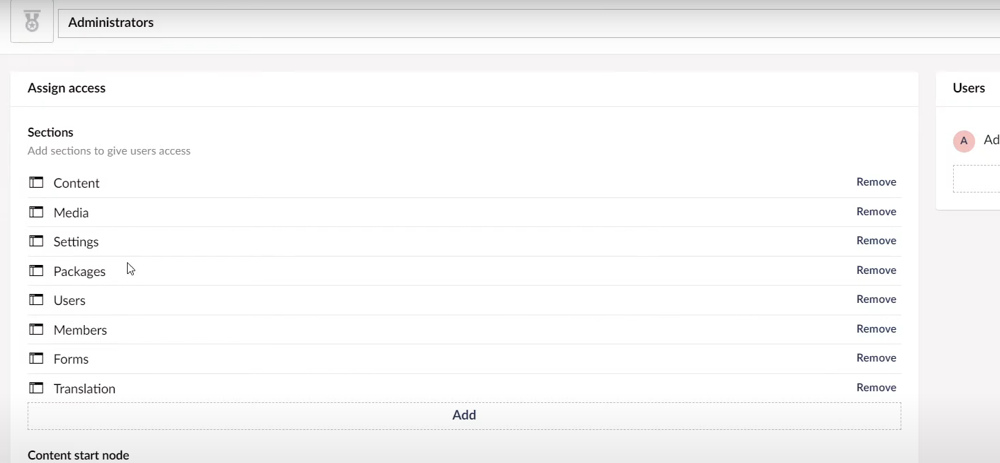 Administrators
Assign access
Sections
Add sections to give users access
Content Remove
Media Remove
Settings Remove
Packages Remove
Users Remove
Members Remove
Forms Remove
Translation Remove
Add
Content start node
Users
A Ad